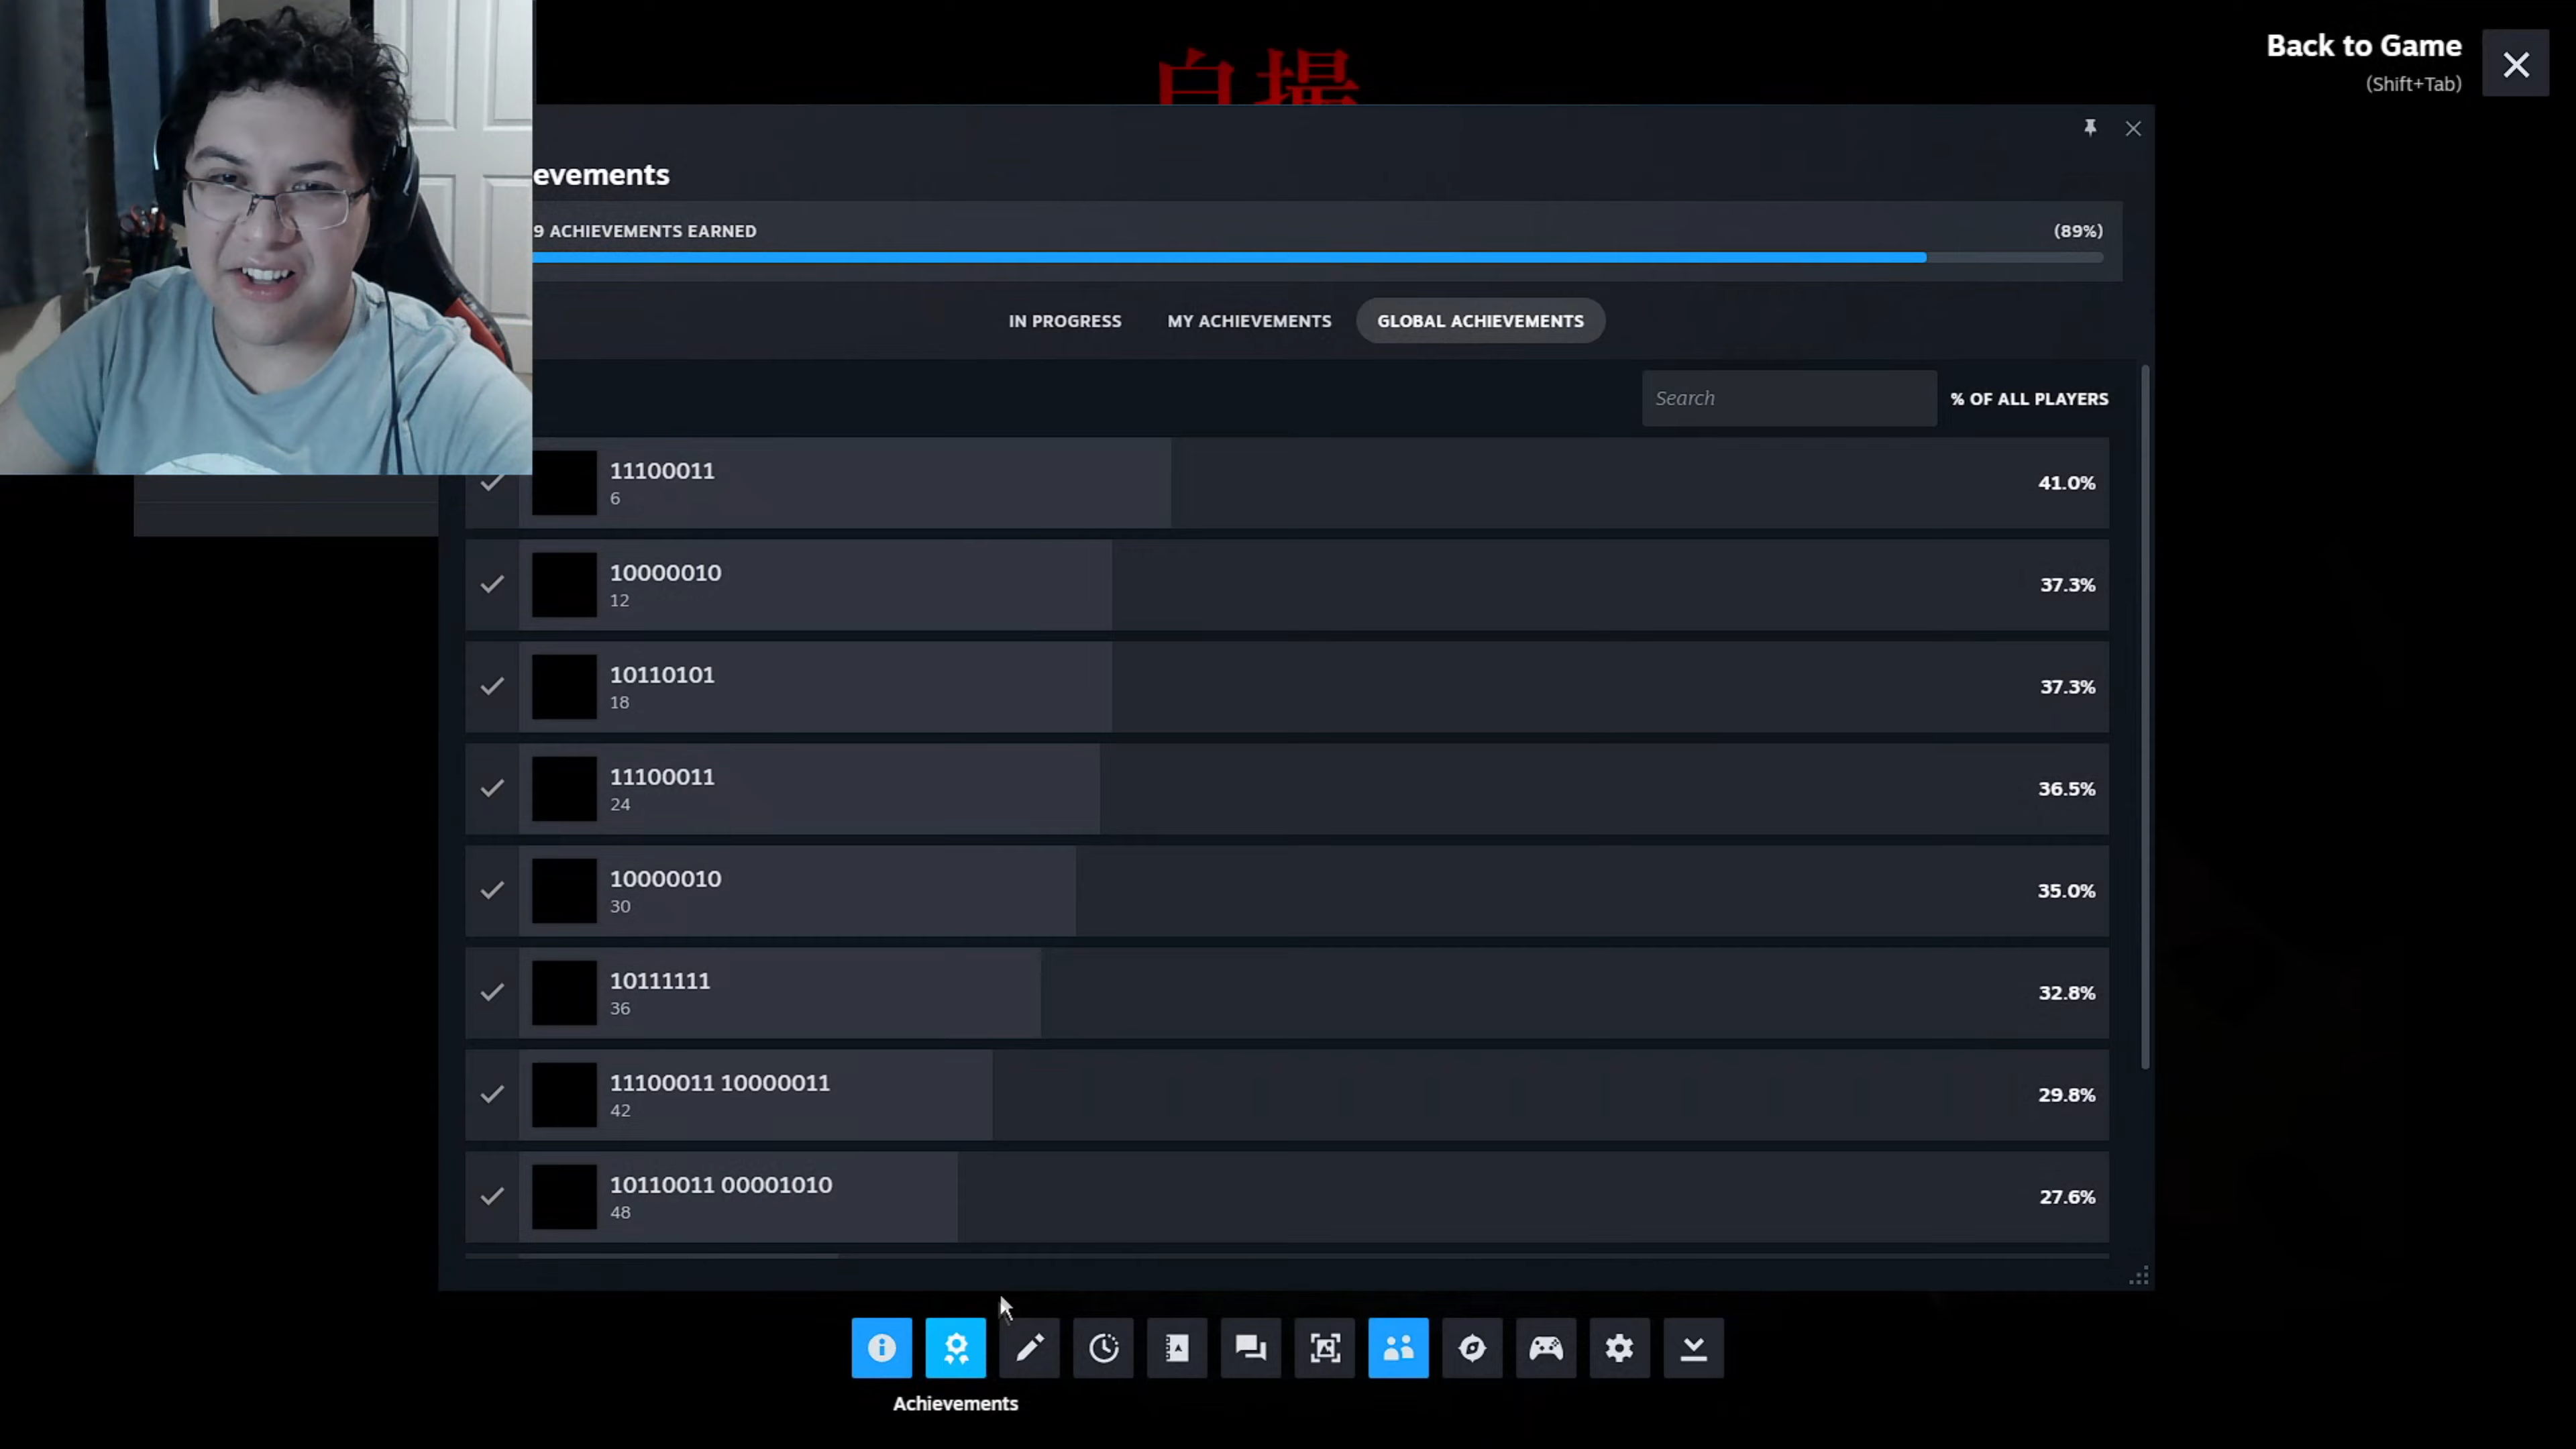 自撮
Back to Game
(Shift+Tab)
evements
9 ACHIEVEMENTS EARNED
(89%)
IN PROGRESS
MY ACHIEVEMENTS
GLOBAL ACHIEVEMENTS
Search
% OF ALL PLAYERS
11100011
6
41.0%
10000010
12
37.3%
10110101
18
37.3%
11100011
24
36.5%
10000010
30
35.0%
10111111
36
32.8%
11100011 10000011
42
29.8%
10110011 00001010
48
27.6%
Achievements